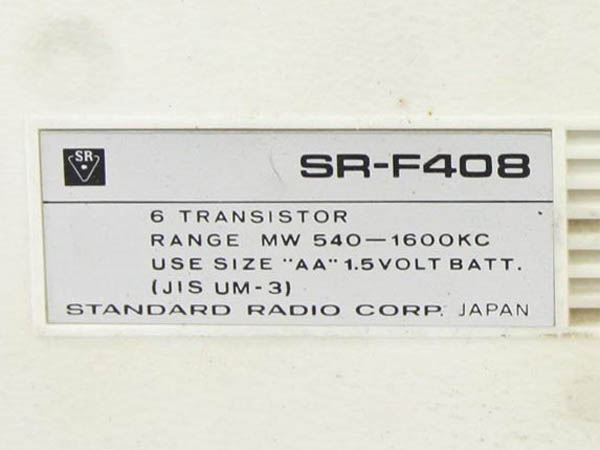 SR
SR-F408
6 TRANSISTOR
RANGE MW 540—1600KC
USE SIZE "AA" 1.5VOLT BATT.
(JIS UM-3)
STANDARD RADIO CORP. JAPAN